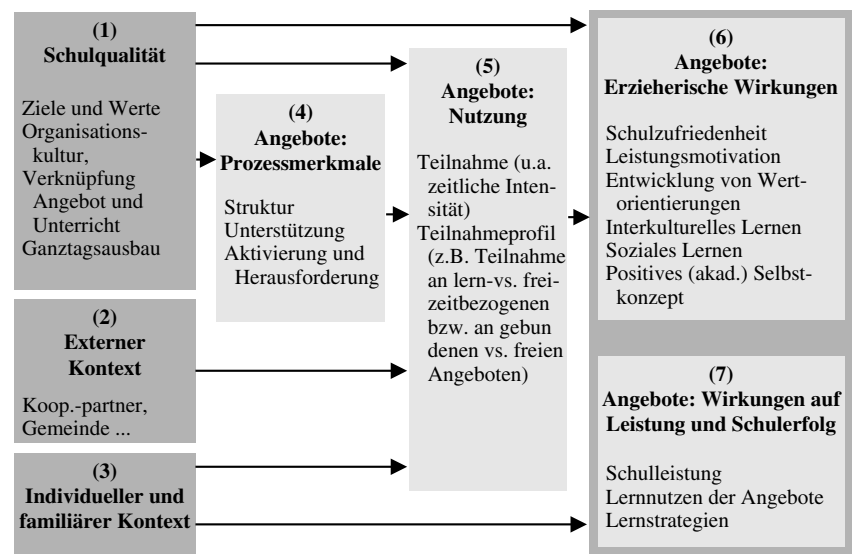 (1)
Schulqualität
Ziele und Werte
Organisations-
kultur,
Verknüpfung
Angebot und
Unterricht
Ganztagsausbau
(2)
Externer
Kontext
Koop.-partner,
Gemeinde ...
(3)
Individueller und
familiärer Kontext
(4)
Angebote:
Prozessmerkmale
Struktur
Unterstützung
Aktivierung und
Herausforderung
(5)
Angebote:
Nutzung
Teilnahme (u.a.
zeitliche Inten-
sität)
Teilnahmeprofil
(z.B. Teilnahme
an lern-vs. frei-
zeitbezogenen
bzw. an gebun
denen vs. freien
Angeboten)
(6)
Angebote:
Erzieherische Wirkungen
Schulzufriedenheit
Leistungsmotivation
Entwicklung von Wert-
orientierungen
Interkulturelles Lernen
Soziales Lernen
Positives (akad.) Selbst-
konzept
(7)
Angebote: Wirkungen auf
Leistung und Schulerfolg
Schulleistung
Lernnutzen der Angebote
Lernstrategien